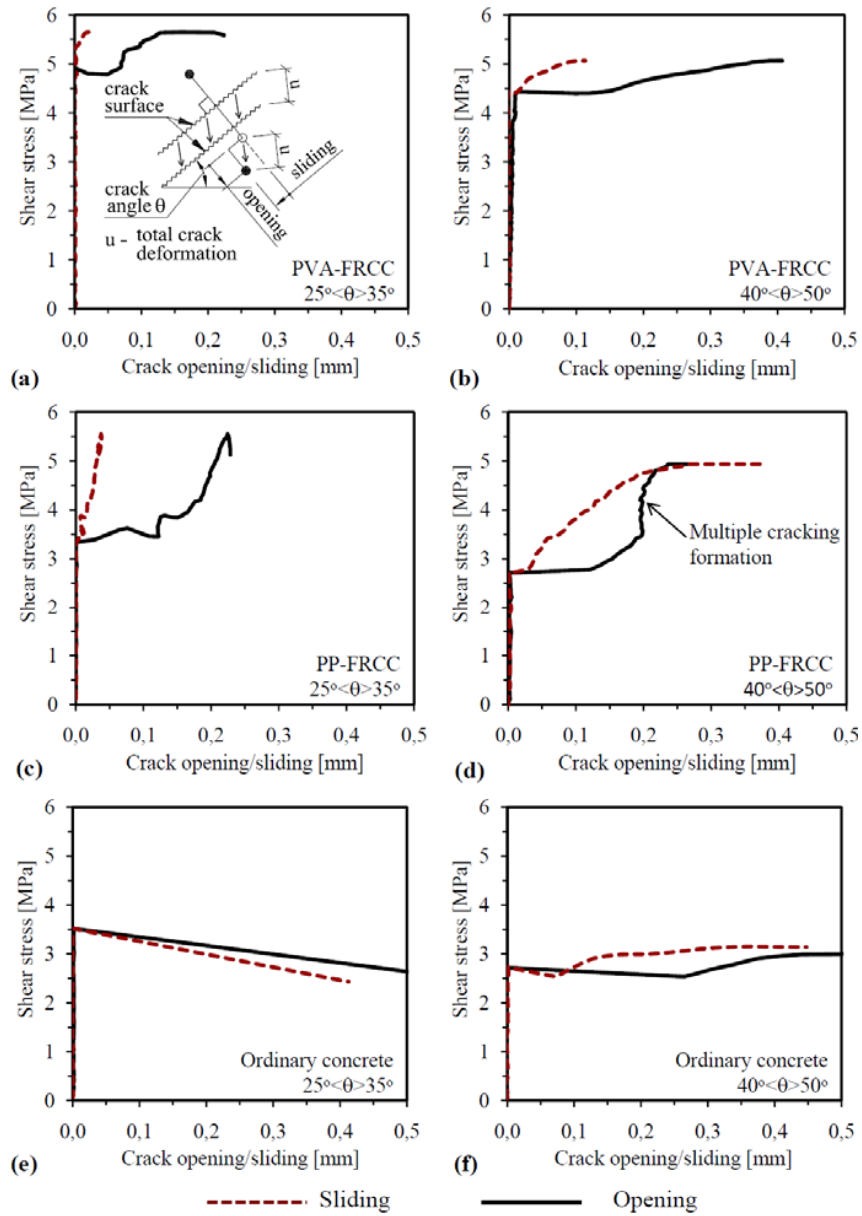 6
5
4
3
2
1
0
Shear stress [MPa]
crack
surface
u
u
sliding
opening
crack
angle θ
u - total crack
deformation
PVA-FRCC
25°<θ>35°
0,0 0,1 0,2 0,3 0,4 0,5
Crack opening/sliding [mm]
(a)
6
5
4
3
2
1
0
Shear stress [MPa]
PVA-FRCC
40°<θ>50°
0,0 0,1 0,2 0,3 0,4 0,5
Crack opening/sliding [mm]
(b)
6
5
4
3
2
1
0
Shear stress [MPa]
PP-FRCC
25°<θ>35°
0,0 0,1 0,2 0,3 0,4 0,5
Crack opening/sliding [mm]
(c)
6
5
4
3
2
1
0
Shear stress [MPa]
Multiple cracking
formation
PP-FRCC
40°<θ>50°
0,0 0,1 0,2 0,3 0,4 0,5
Crack opening/sliding [mm]
(d)
6
5
4
3
2
1
0
Shear stress [MPa]
Ordinary concrete
25°<θ>35°
0,0 0,1 0,2 0,3 0,4 0,5
Crack opening/sliding [mm]
(e)
6
5
4
3
2
1
0
Shear stress [MPa]
Ordinary concrete
40°<θ>50°
0,0 0,1 0,2 0,3 0,4 0,5
Crack opening/sliding [mm]
(f)
Sliding
Opening